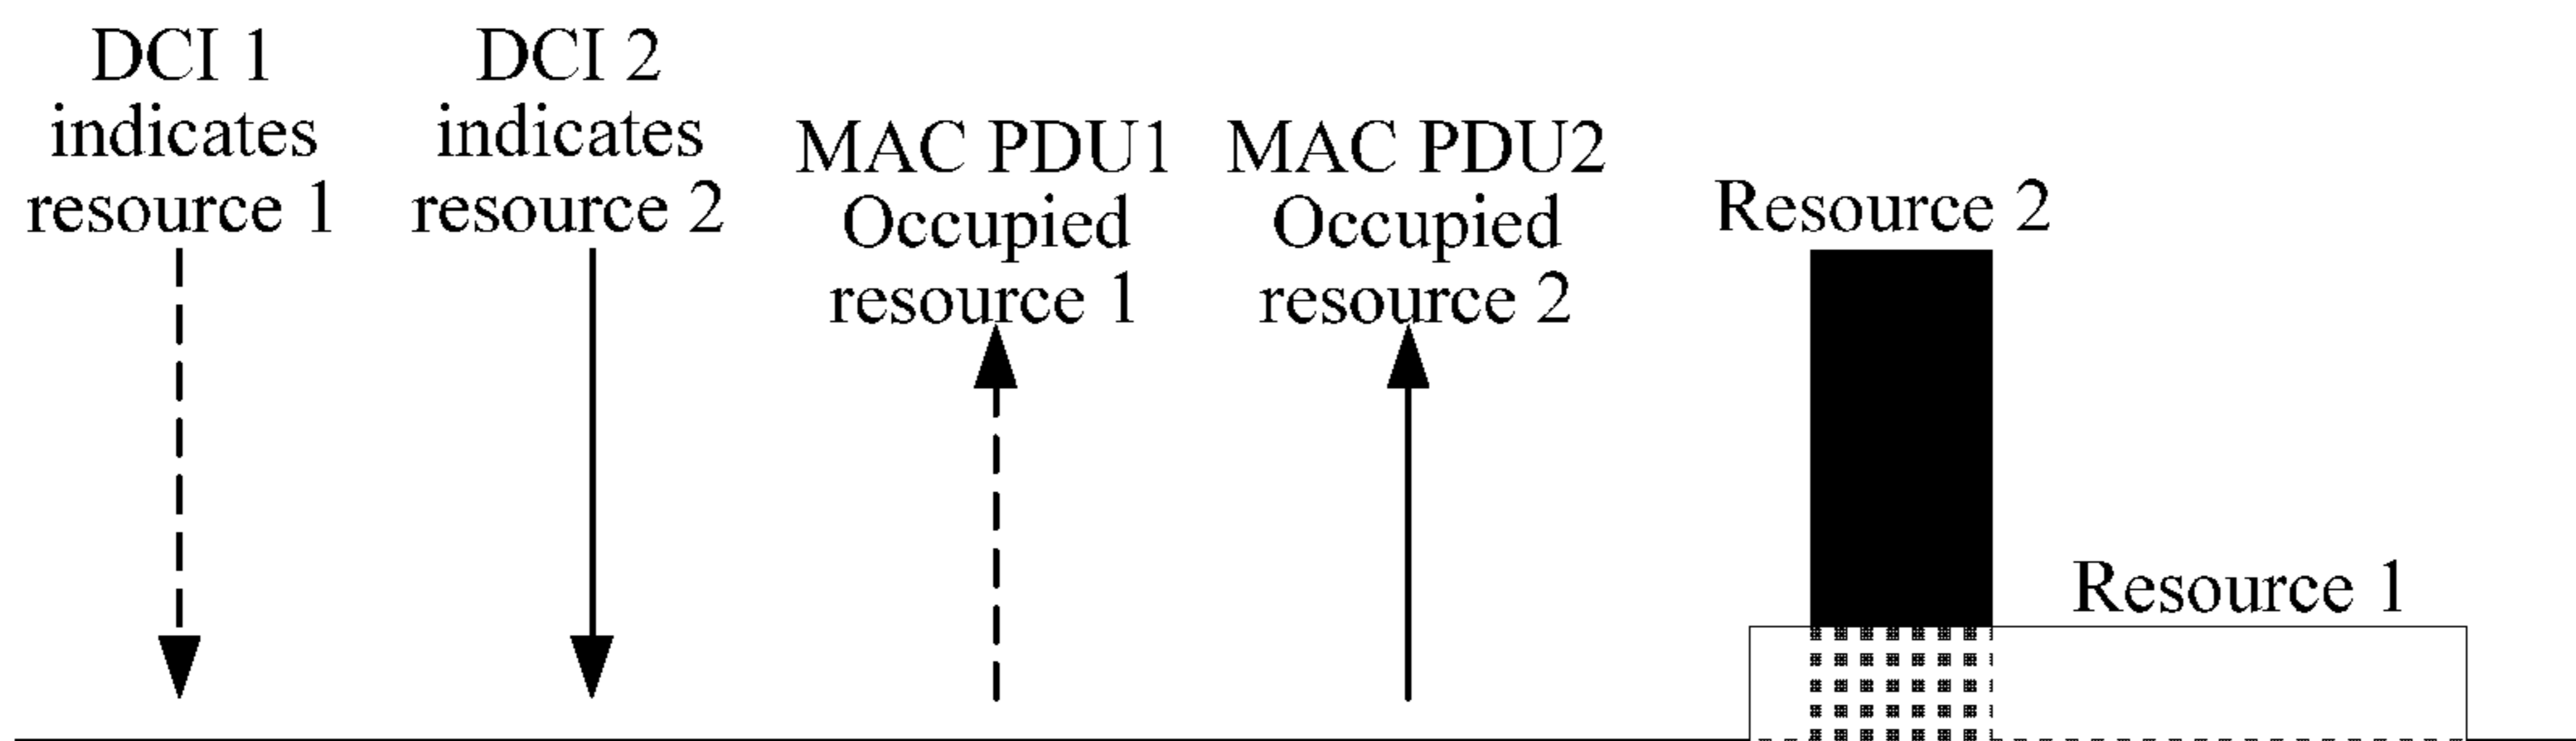 DCI 1
indicates
resource 1
DCI 2
indicates
resource 2
MAC PDU1
Occupied
resource 1
MAC PDU2
Occupied
resource 2
Resource 2
Resource 1